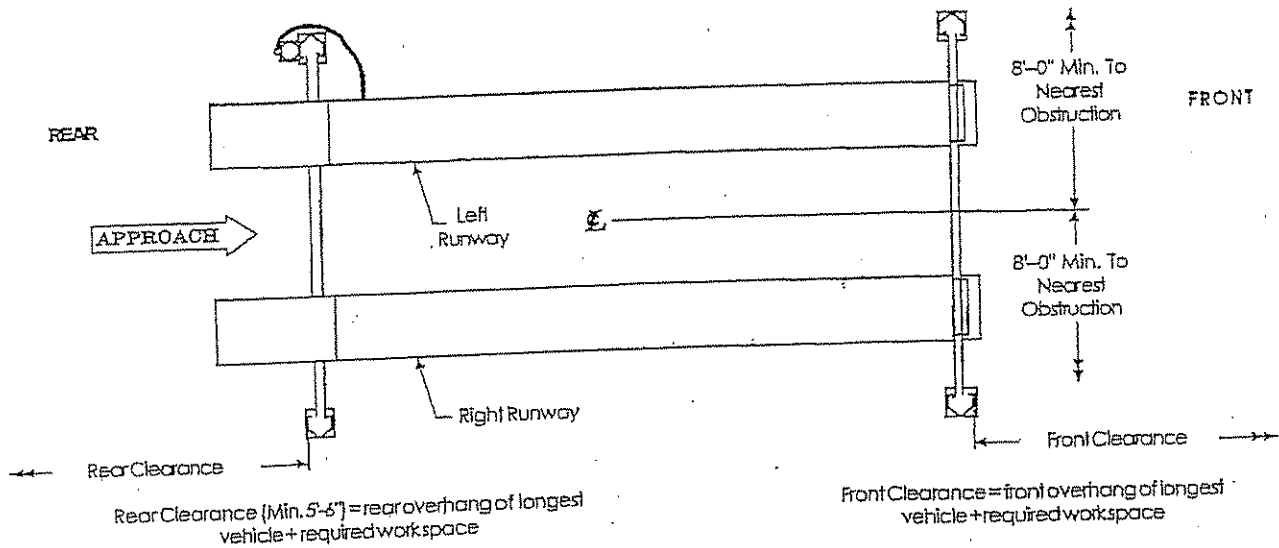 8'-0" Min. To
Nearest
Obstruction
FRONT
REAR
APPROACH
Left
Runway
℄
8'-0" Min. To
Nearest
Obstruction
Right Runway
Rear Clearance
Front Clearance
Rear Clearance (Min. 5'-6") = rear overhang of longest
vehicle + required workspace
Front Clearance = front overhang of longest
vehicle + required workspace